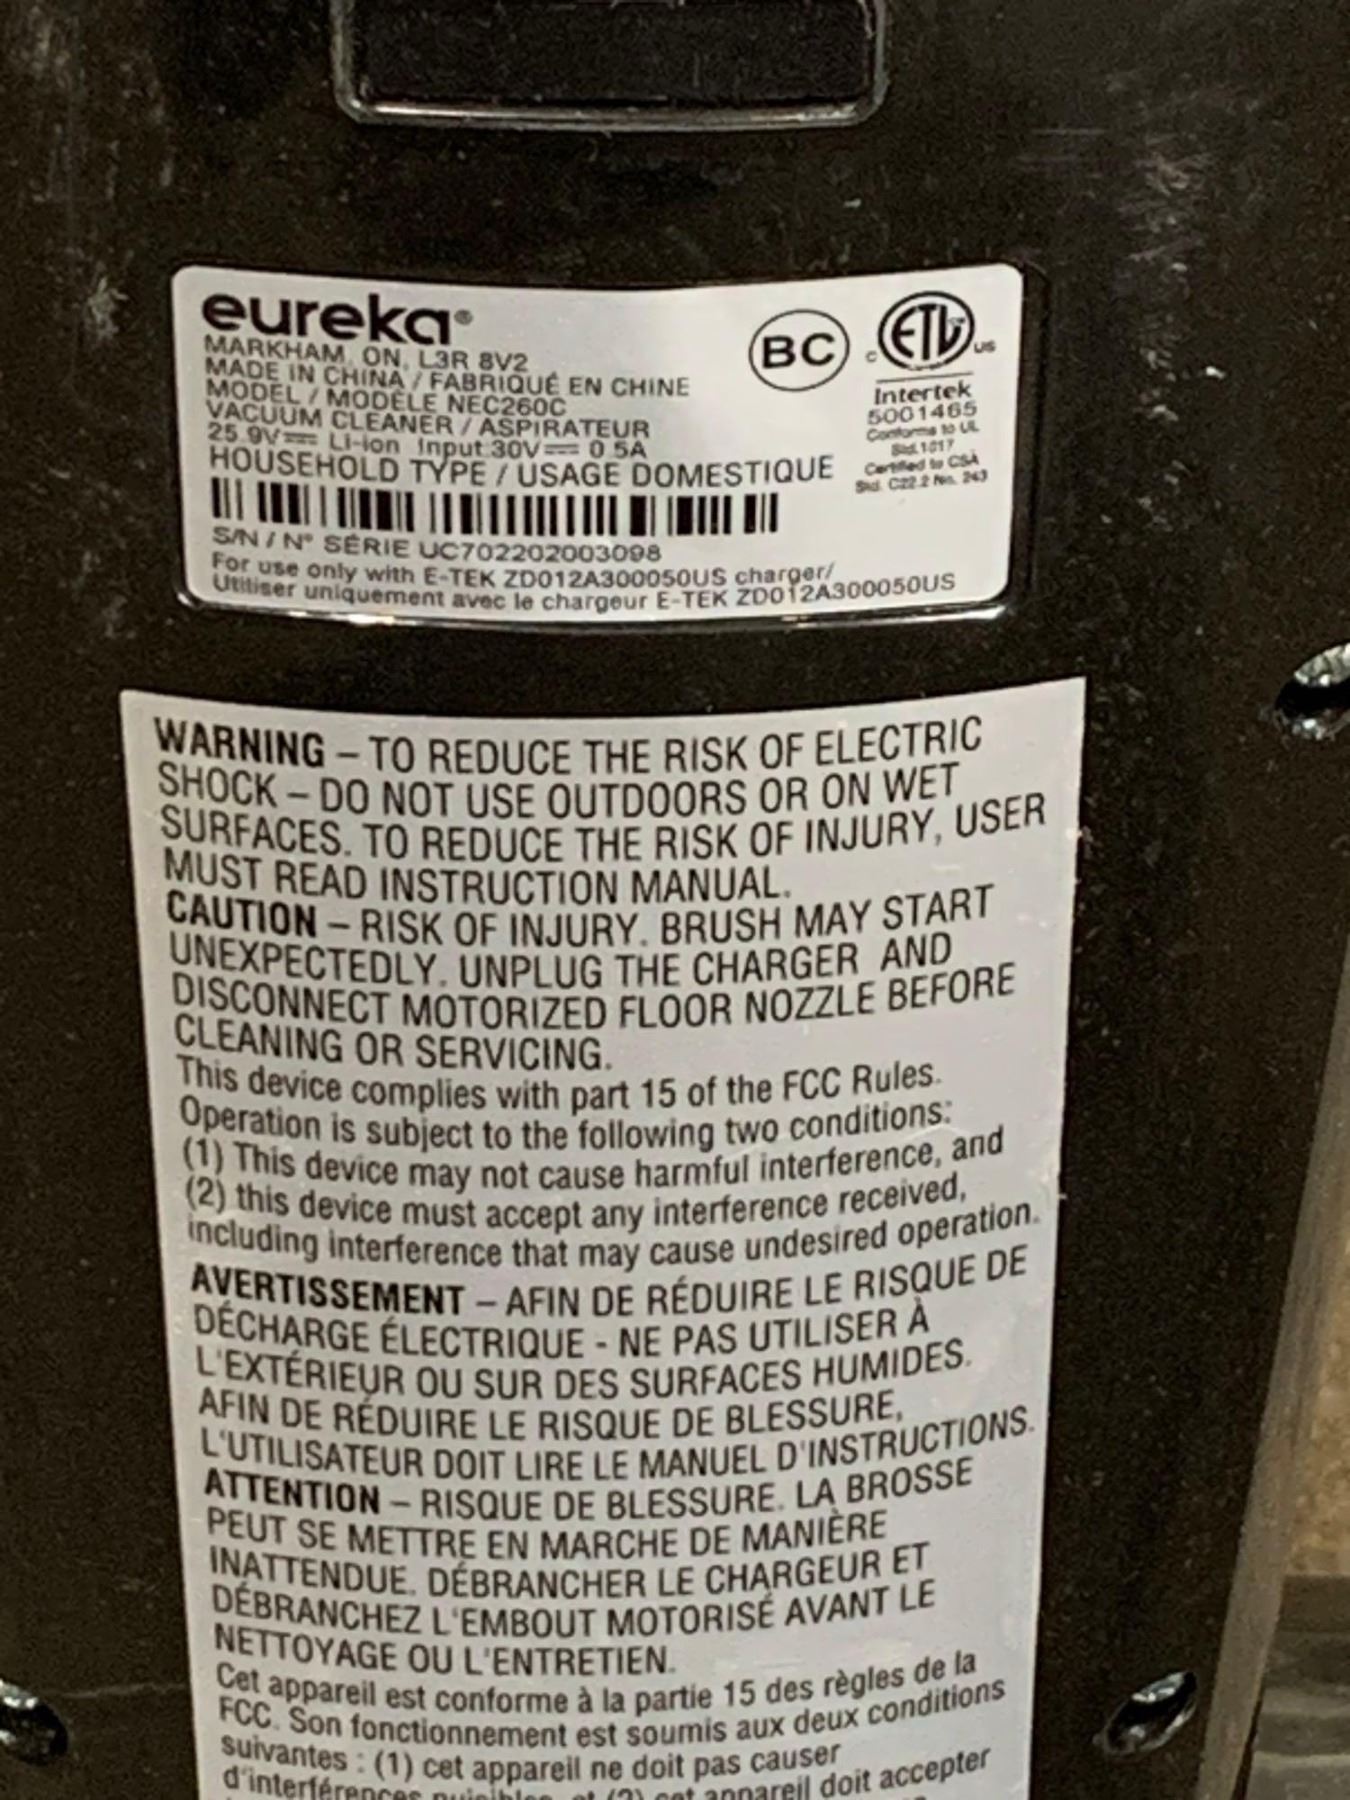 eureka®
MARKHAM, ON, L3R 8V2
MADE IN CHINA / FABRIQUÉ EN CHINE
MODEL / MODÈLE NEC260C
VACUUM CLEANER / ASPIRATEUR
25.9V⎓ Li-ion Input:30V⎓ 0.5A
HOUSEHOLD TYPE / USAGE DOMESTIQUE
S/N / N° SÉRIE UC702202003098
For use only with E-TEK ZD012A300050US charger/
Utiliser uniquement avec le chargeur E-TEK ZD012A300050US
BC
C ETL US
Intertek
5001465
Conforms to UL
Std.1017
Certified to CSA
Std. C22.2 No. 243
WARNING – TO REDUCE THE RISK OF ELECTRIC
SHOCK – DO NOT USE OUTDOORS OR ON WET
SURFACES. TO REDUCE THE RISK OF INJURY, USER
MUST READ INSTRUCTION MANUAL.
CAUTION – RISK OF INJURY. BRUSH MAY START
UNEXPECTEDLY. UNPLUG THE CHARGER AND
DISCONNECT MOTORIZED FLOOR NOZZLE BEFORE
CLEANING OR SERVICING.
This device complies with part 15 of the FCC Rules.
Operation is subject to the following two conditions:
(1) This device may not cause harmful interference, and
(2) this device must accept any interference received,
including interference that may cause undesired operation.
AVERTISSEMENT – AFIN DE RÉDUIRE LE RISQUE DE
DÉCHARGE ÉLECTRIQUE - NE PAS UTILISER À
L'EXTÉRIEUR OU SUR DES SURFACES HUMIDES.
AFIN DE RÉDUIRE LE RISQUE DE BLESSURE,
L'UTILISATEUR DOIT LIRE LE MANUEL D'INSTRUCTIONS.
ATTENTION – RISQUE DE BLESSURE. LA BROSSE
PEUT SE METTRE EN MARCHE DE MANIÈRE
INATTENDUE. DÉBRANCHER LE CHARGEUR ET
DÉBRANCHEZ L'EMBOUT MOTORISÉ AVANT LE
NETTOYAGE OU L'ENTRETIEN.
Cet appareil est conforme à la partie 15 des règles de la
FCC. Son fonctionnement est soumis aux deux conditions
suivantes : (1) cet appareil ne doit pas causer
d'interférences nuisibles, et (2) cet appareil doit accepter